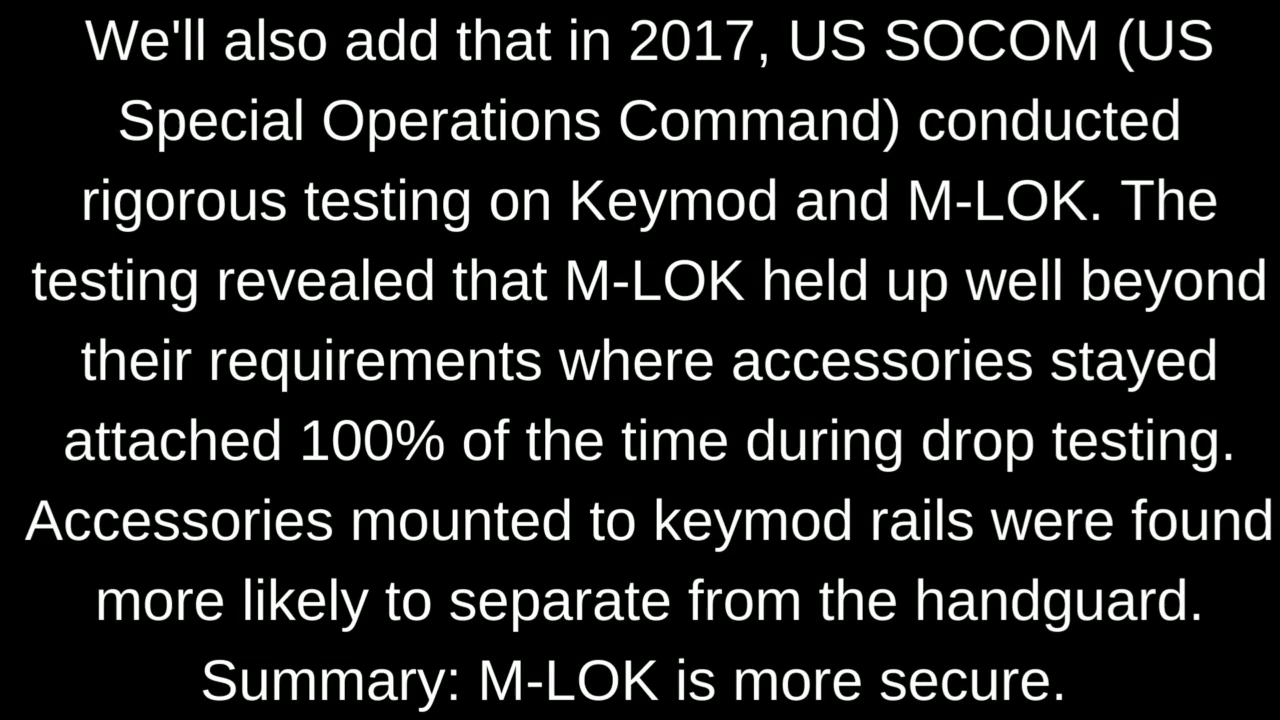 We'll also add that in 2017, US SOCOM (US
Special Operations Command) conducted
rigorous testing on Keymod and M-LOK. The
testing revealed that M-LOK held up well beyond
their requirements where accessories stayed
attached 100% of the time during drop testing.
Accessories mounted to keymod rails were found
more likely to separate from the handguard.
Summary: M-LOK is more secure.